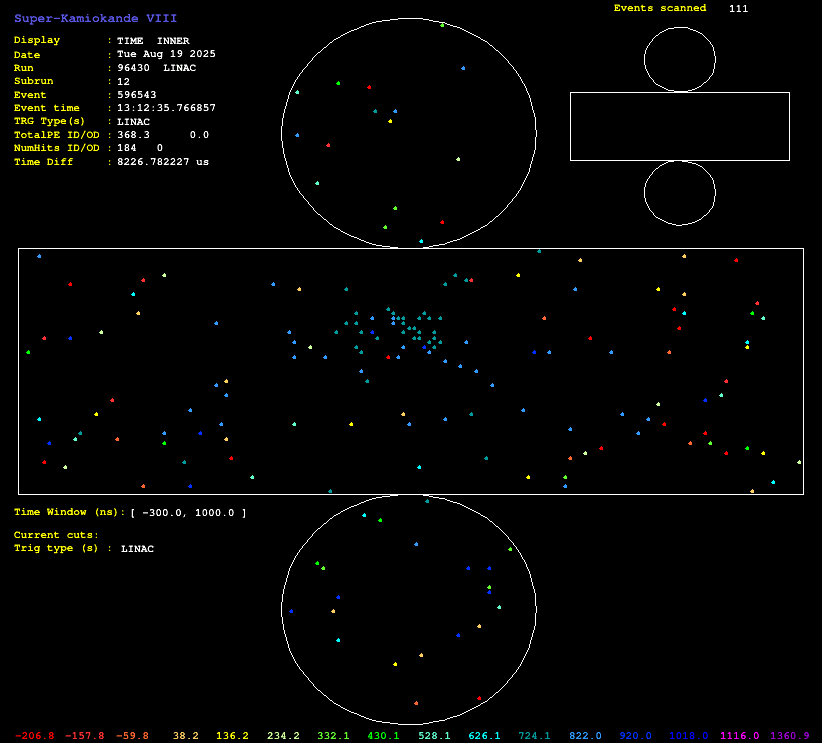 Super-Kamiokande VIII
Events scanned 111
Display : TIME INNER
Date : Tue Aug 19 2025
Run : 96430 LINAC
Subrun : 12
Event : 596543
Event time : 13:12:35.766857
TRG Type(s) : LINAC
TotalPE ID/OD : 368.3 0.0
NumHits ID/OD : 184 0
Time Diff : 8226.782227 us
Time Window (ns): [ -300.0, 1000.0 ]
Current cuts:
Trig type (s) : LINAC
-206.8 -157.8 -59.8 38.2 136.2 234.2 332.1 430.1 528.1 626.1 724.1 822.0 920.0 1018.0 1116.0 1360.9